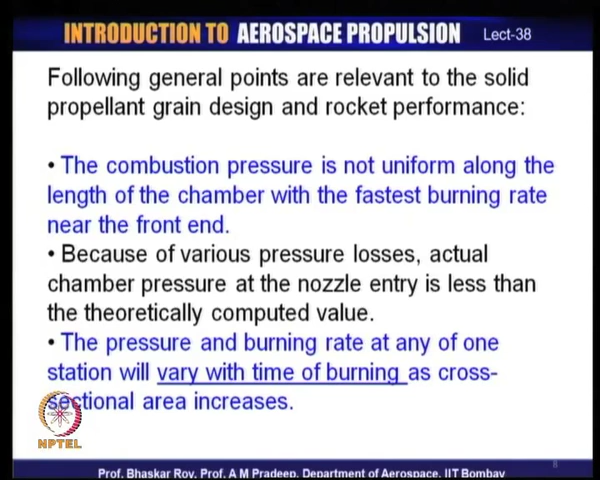 INTRODUCTION TO AEROSPACE PROPULSION Lect-38
Following general points are relevant to the solid
propellant grain design and rocket performance:
• The combustion pressure is not uniform along the
length of the chamber with the fastest burning rate
near the front end.
• Because of various pressure losses, actual
chamber pressure at the nozzle entry is less than
the theoretically computed value.
• The pressure and burning rate at any of one
station will vary with time of burning as cross-
sectional area increases.
NPTEL
8
Prof. Bhaskar Roy, Prof. A M Pradeep, Department of Aerospace, IIT Bombay